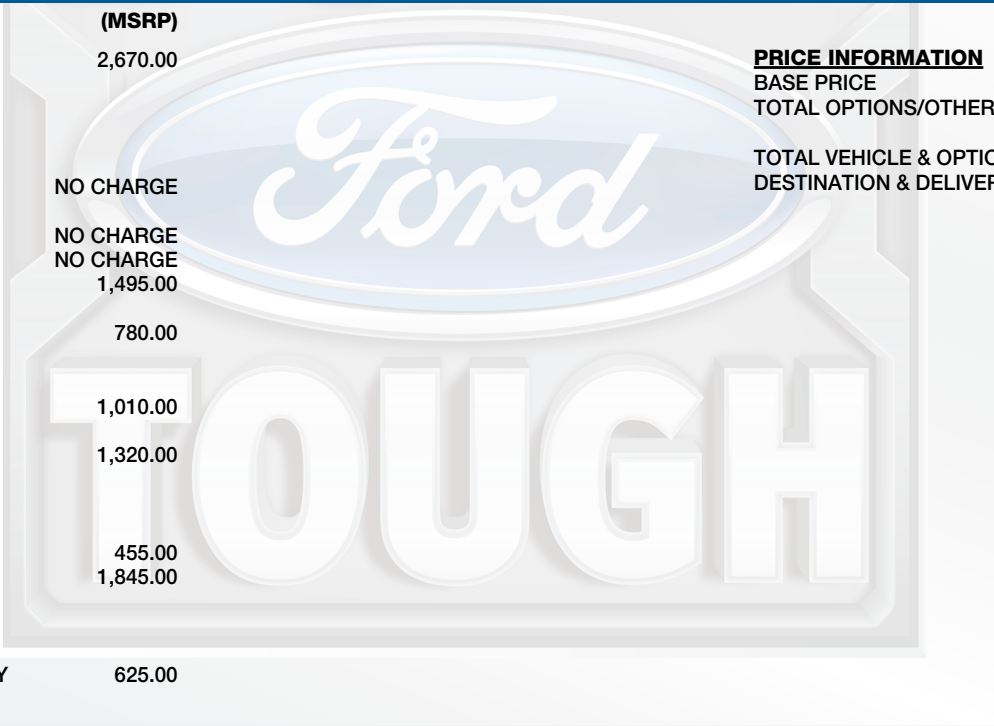 (MSRP)
2,670.00
NO CHARGE
NO CHARGE
NO CHARGE
1,495.00
780.00
1,010.00
1,320.00
455.00
1,845.00
Y 625.00
PRICE INFORMATION
BASE PRICE
TOTAL OPTIONS/OTHER
TOTAL VEHICLE & OPTIO
DESTINATION & DELIVER
Ford
TOUGH